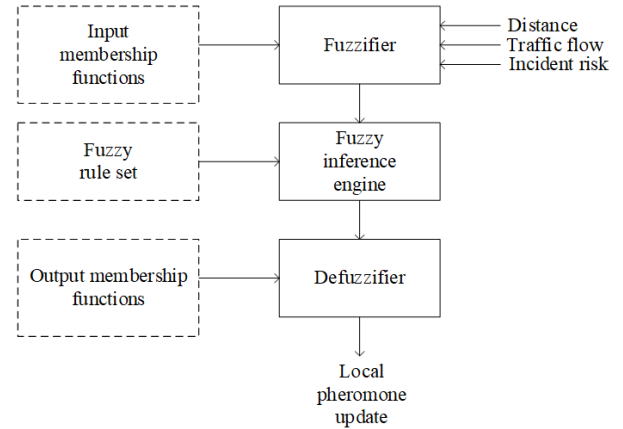 Input
membership
functions
Fuzzifier
Distance
Traffic flow
Incident risk
Fuzzy
rule set
Fuzzy
inference
engine
Output membership
functions
Defuzzifier
Local
pheromone
update